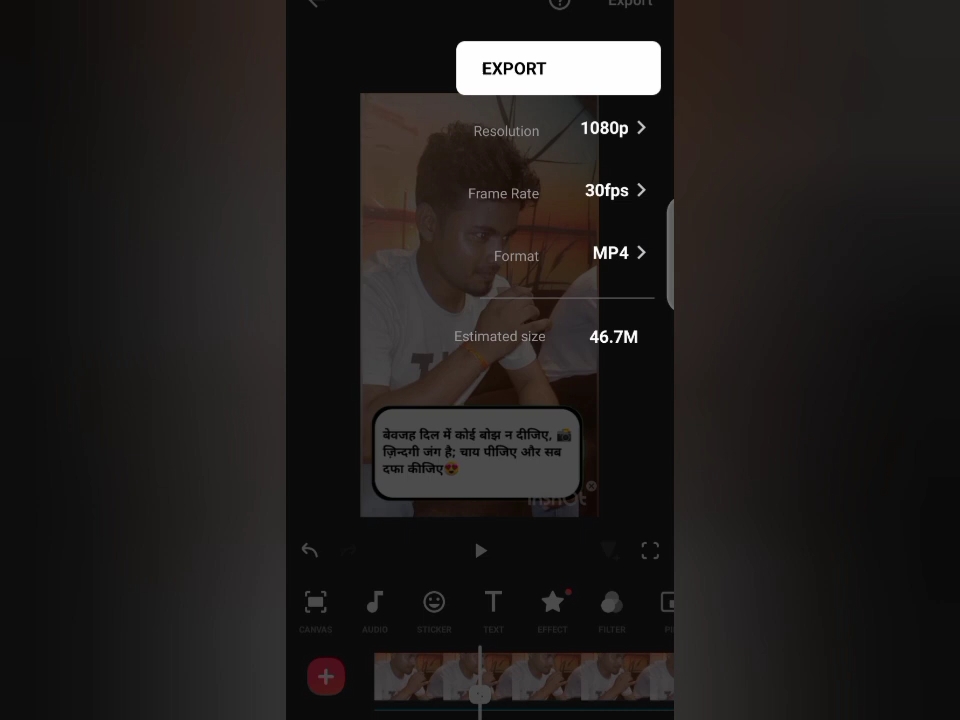 Export
EXPORT
Resolution 1080p
Frame Rate 30fps
Format MP4
Estimated size 46.7M
बेवजह दिल में कोई बोझ न दीजिए, 📸
ज़िन्दगी जंग है; चाय पीजिए और सब
दफा कीजिए😍
InShOt
CANVAS AUDIO STICKER TEXT EFFECT FILTER